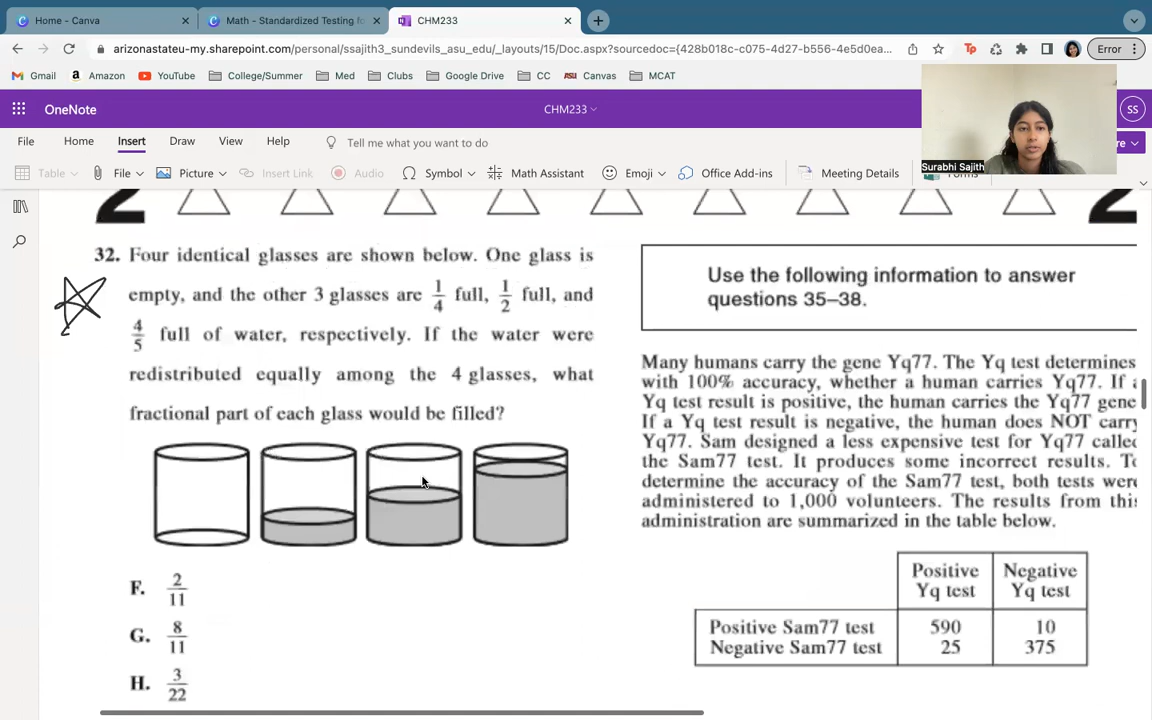 Home - Canva
Math - Standardized Testing fo
CHM233
arizonastateu-my.sharepoint.com/personal/ssajith3_sundevils_asu_edu/_layouts/15/Doc.aspx?sourcedoc={428b018c-c075-4d27-b556-4e5d0ea...
Error
Gmail
Amazon
YouTube
College/Summer
Med
Clubs
Google Drive
CC
Canvas
MCAT
OneNote
CHM233
SS
File
Home
Insert
Draw
View
Help
Tell me what you want to do
Surabhi Sajith
Table
File
Picture
Insert Link
Audio
Symbol
Math Assistant
Emoji
Office Add-ins
Meeting Details
Forms
2
2
32. Four identical glasses are shown below. One glass is
empty, and the other 3 glasses are 1/4 full, 1/2 full, and
4/5 full of water, respectively. If the water were
redistributed equally among the 4 glasses, what
fractional part of each glass would be filled?
F. 2/11
G. 8/11
H. 3/22
Use the following information to answer
questions 35–38.
Many humans carry the gene Yq77. The Yq test determines
with 100% accuracy, whether a human carries Yq77. If
Yq test result is positive, the human carries the Yq77 gene
If a Yq test result is negative, the human does NOT carry
Yq77. Sam designed a less expensive test for Yq77 called
the Sam77 test. It produces some incorrect results. To
determine the accuracy of the Sam77 test, both tests were
administered to 1,000 volunteers. The results from this
administration are summarized in the table below.
Positive Yq test
Negative Yq test
Positive Sam77 test 590 10
Negative Sam77 test 25 375